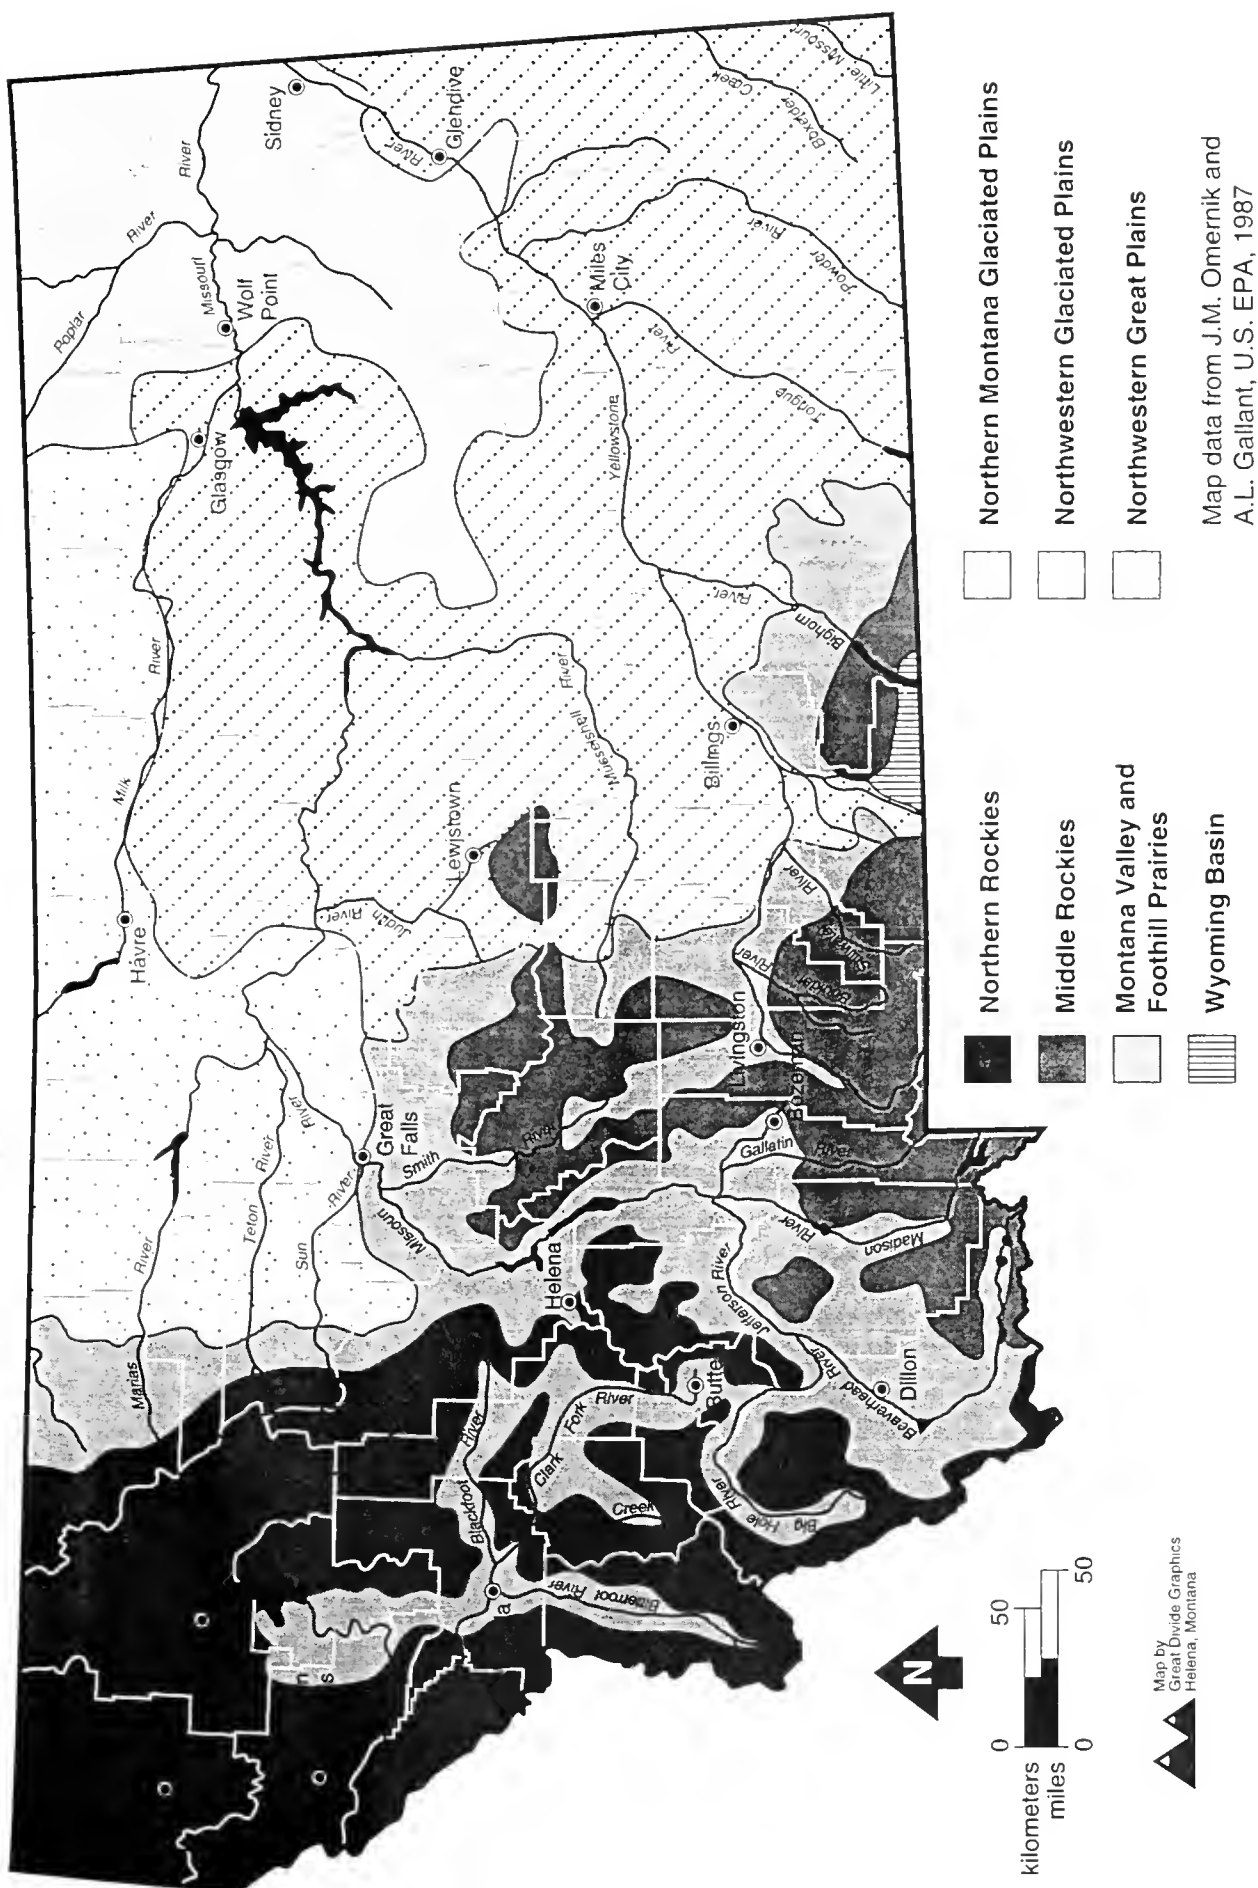 Poplar
River
River
Missouri
Wolf
Point
Sidney
River
Glendive
Glasgow
Milk
River
Havre
Marias
River
Teton
River
Sun
River
River
Great
Falls
Missouri
Smith
River
Judith
River
Lewistown
Musselshell
River
Yellowstone
Miles
City
Powder
River
Tongue
River
Boxelder
Creek
Little Missouri
Billings
Bighorn
River
River
Stillwater
Boulder
River
Livingston
Bozeman
Gallatin
River
Madison
River
Jefferson River
Helena
Butte
Dillon
Beaverhead River
Big Hole
River
Clark
Fork
River
Blackfoot
River
Creek
Bitterroot River
n
s
a
N
0
50
kilometers
miles
0
50
Map by
Great Divide Graphics
Helena, Montana
Northern Rockies
Middle Rockies
Montana Valley and
Foothill Prairies
Wyoming Basin
Northern Montana Glaciated Plains
Northwestern Glaciated Plains
Northwestern Great Plains
Map data from J.M. Omernik and
A.L. Gallant, U.S. EPA, 1987